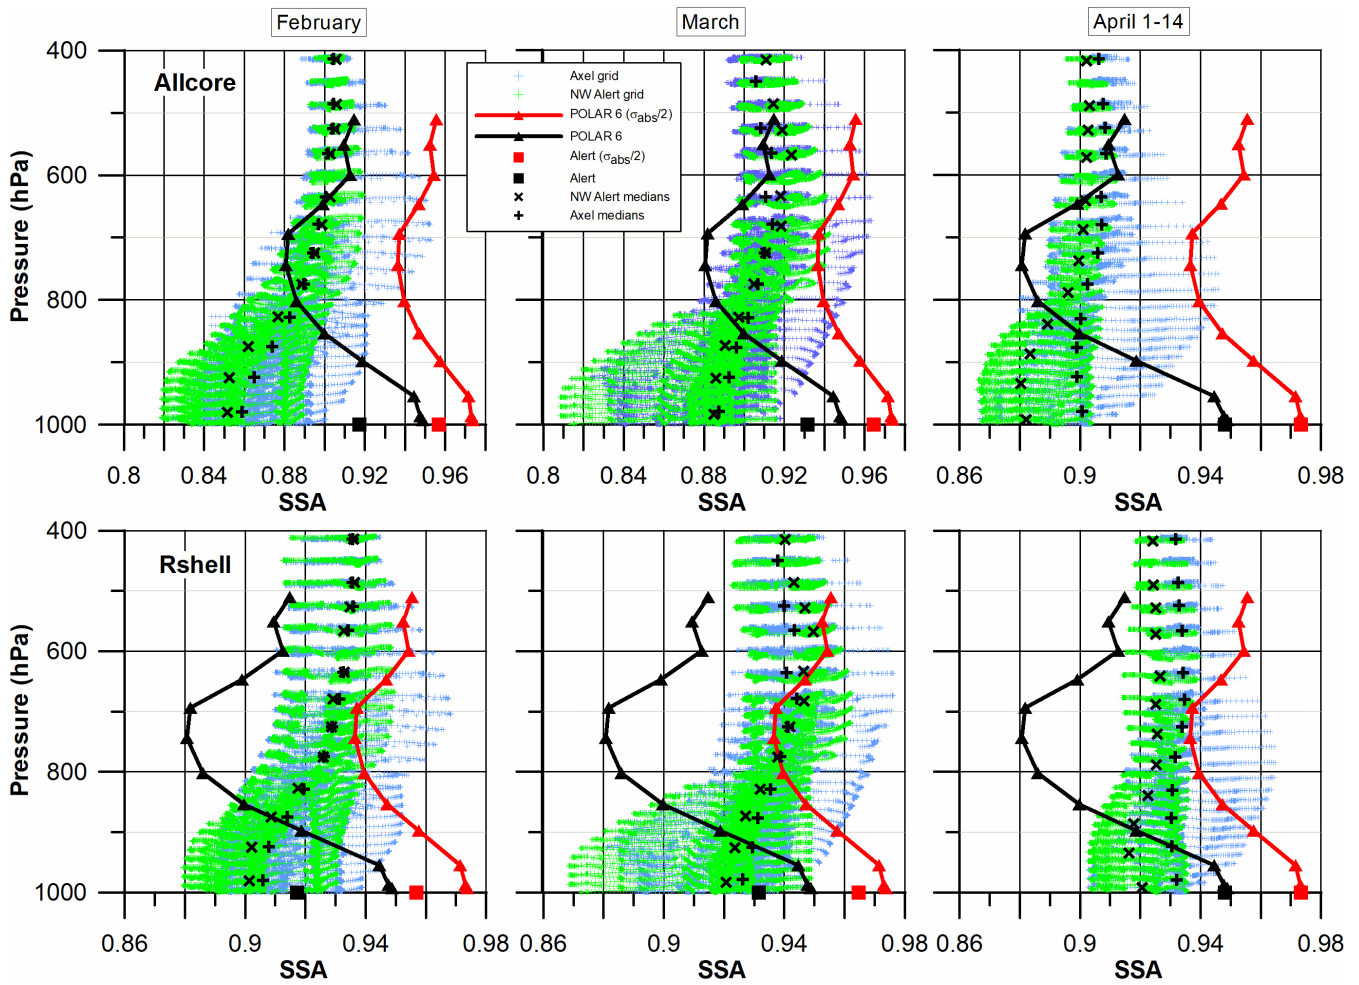 February
March
April 1-14
400
600
800
1000
Pressure (hPa)
Allcore
0.8
0.84
0.88
0.92
0.96
SSA
Axel grid
NW Alert grid
POLAR 6 (σabs/2)
POLAR 6
Alert (σabs/2)
Alert
NW Alert medians
Axel medians
0.8
0.84
0.88
0.92
0.96
SSA
0.86
0.9
0.94
0.98
SSA
400
600
800
1000
Pressure (hPa)
Rshell
0.86
0.9
0.94
0.98
SSA
0.86
0.9
0.94
0.98
SSA
0.86
0.9
0.94
0.98
SSA